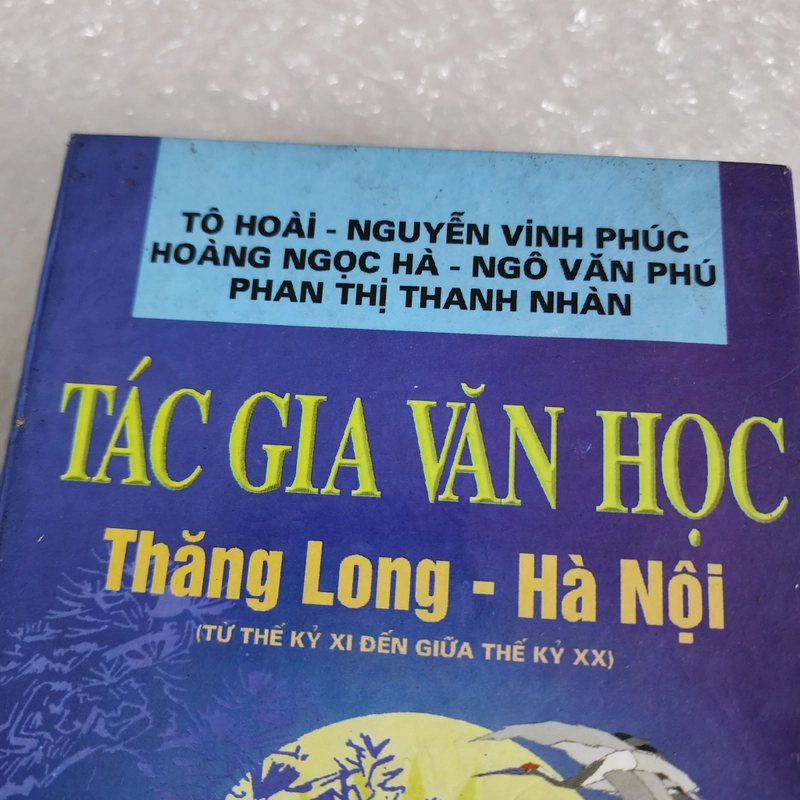 TÔ HOÀI - NGUYỄN VINH PHÚC
HOÀNG NGỌC HÀ - NGÔ VĂN PHÚ
PHAN THỊ THANH NHÀN
TÁC GIA VĂN HỌC
Thăng Long - Hà Nội
(TỪ THẾ KỶ XI ĐẾN GIỮA THẾ KỶ XX)